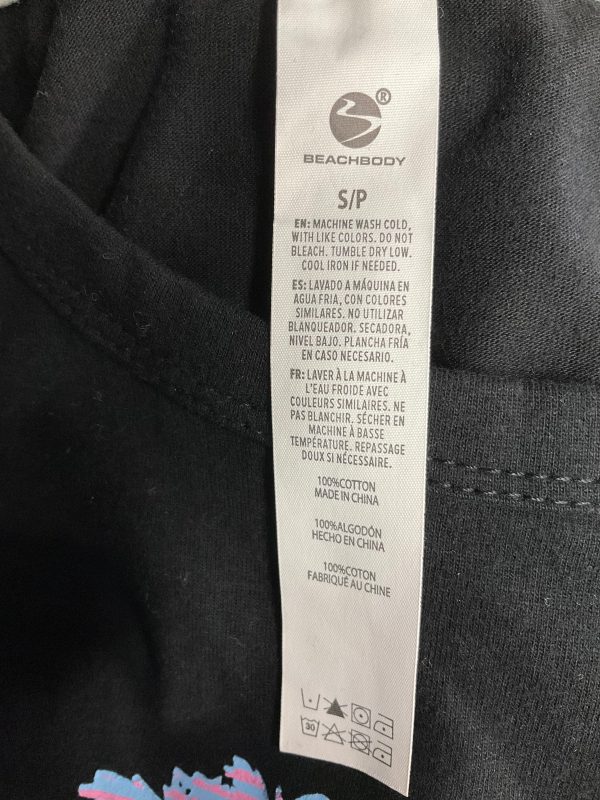 ®
BEACHBODY
S/P
EN: MACHINE WASH COLD,
WITH LIKE COLORS. DO NOT
BLEACH. TUMBLE DRY LOW.
COOL IRON IF NEEDED.
ES: LAVADO A MÁQUINA EN
AGUA FRIA, CON COLORES
SIMILARES. NO UTILIZAR
BLANQUEADOR. SECADORA,
NIVEL BAJO. PLANCHA FRÍA
EN CASO NECESARIO.
FR: LAVER À LA MACHINE À
L'EAU FROIDE AVEC
COULEURS SIMILAIRES. NE
PAS BLANCHIR. SÉCHER EN
MACHINE À BASSE
TEMPÉRATURE. REPASSAGE
DOUX SI NÉCESSAIRE.
100%COTTON
MADE IN CHINA
100%ALGODÓN
HECHO EN CHINA
100%COTON
FABRIQUÉ AU CHINE
30